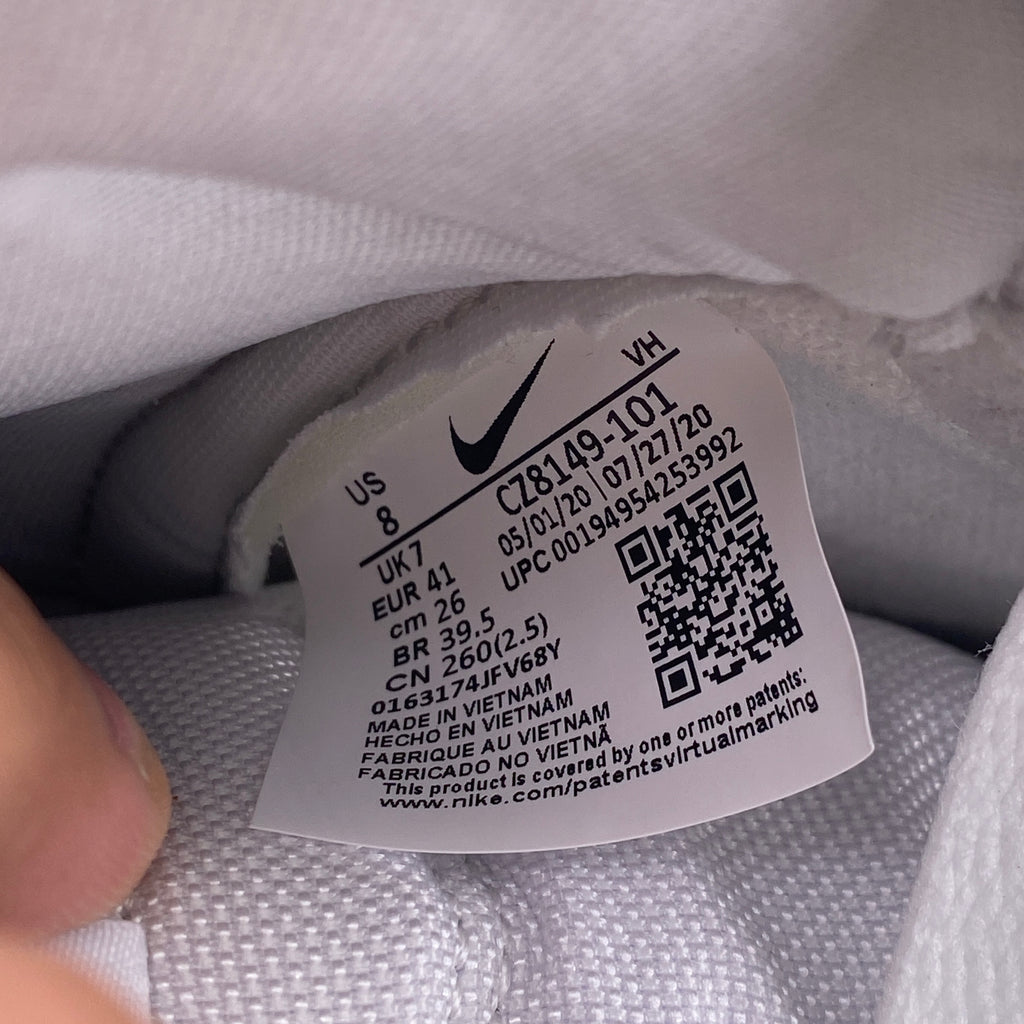 VH
US
8
CZ8149-101
05/01/20 | 07/27/20
UPC 00194954253992
UK 7
EUR 41
cm 26
BR 39.5
CN 260(2.5)
0163174JFV68Y
MADE IN VIETNAM
HECHO EN VIETNAM
FABRIQUE AU VIETNAM
FABRICADO NO VIETNÃ
This product is covered by one or more patents:
www.nike.com/patentsvirtualmarking